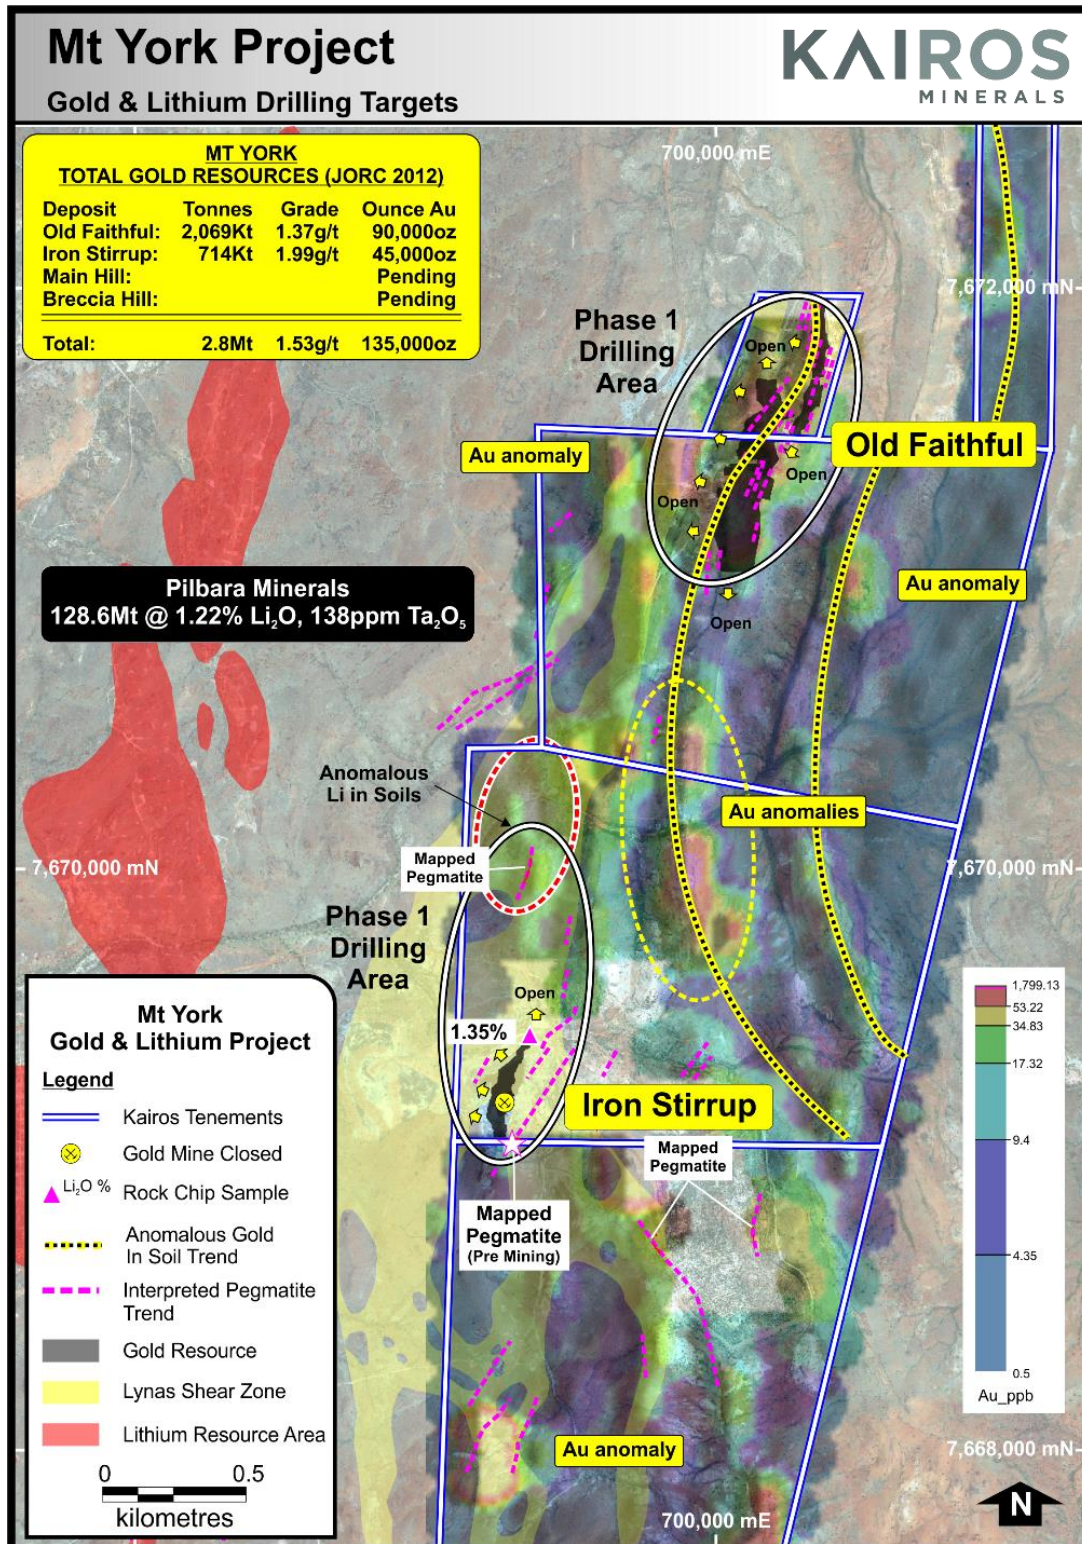 Mt York Project
Gold & Lithium Drilling Targets
KAIROS
MINERALS
MT YORK
TOTAL GOLD RESOURCES (JORC 2012)
Deposit Tonnes Grade Ounce Au
Old Faithful: 2,069Kt 1.37g/t 90,000oz
Iron Stirrup: 714Kt 1.99g/t 45,000oz
Main Hill: Pending
Breccia Hill: Pending
Total: 2.8Mt 1.53g/t 135,000oz
700,000 mE
7,672,000 mN
Phase 1
Drilling
Area
Open
Au anomaly
Old Faithful
Open
Open
Pilbara Minerals
128.6Mt @ 1.22% Li₂O, 138ppm Ta₂O₅
Au anomaly
Open
Anomalous
Li in Soils
Au anomalies
Mapped
Pegmatite
7,670,000 mN
7,670,000 mN
Phase 1
Drilling
Area
Open
1.35%
Iron Stirrup
Mapped
Pegmatite
Mapped
Pegmatite
(Pre Mining)
Au anomaly
Mt York
Gold & Lithium Project
Legend
Kairos Tenements
Gold Mine Closed
Li₂O % Rock Chip Sample
Anomalous Gold
In Soil Trend
Interpreted Pegmatite
Trend
Gold Resource
Lynas Shear Zone
Lithium Resource Area
0 0.5
kilometres
1,799.13
53.22
34.83
17.32
9.4
4.35
0.5
Au_ppb
7,668,000 mN
700,000 mE
N